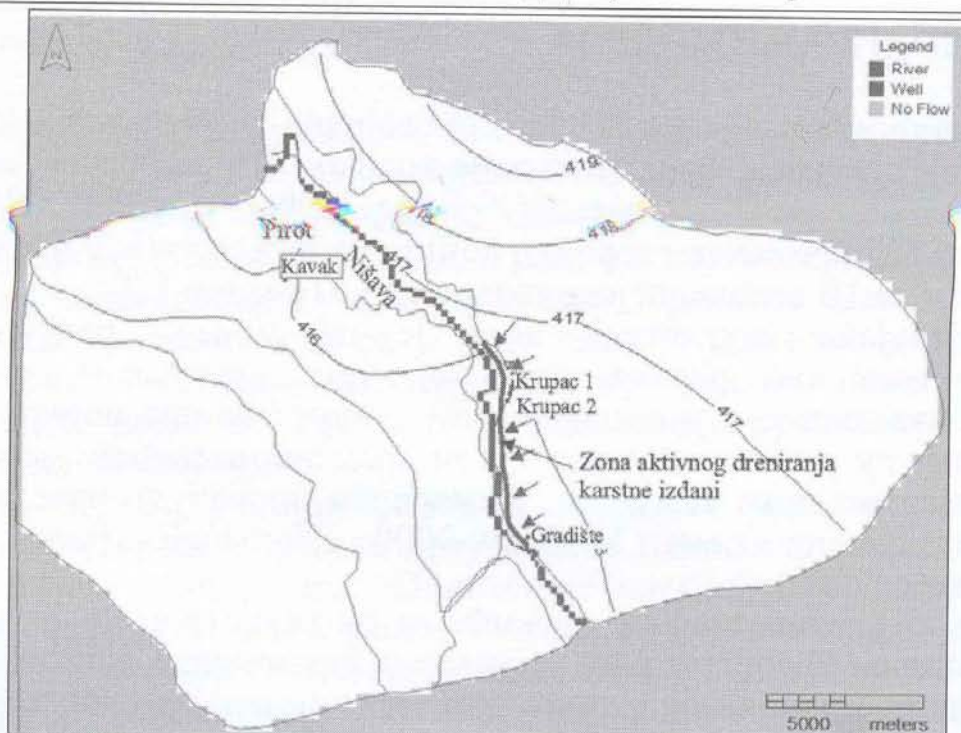 N
Legend
River
Well
No Flow
419
418
418
Pirot
417
Kavak
Nišava
417
416
Krupac 1
Krupac 2
417
Zona aktivnog dreniranja
karstne izdani
Gradište
5000 meters